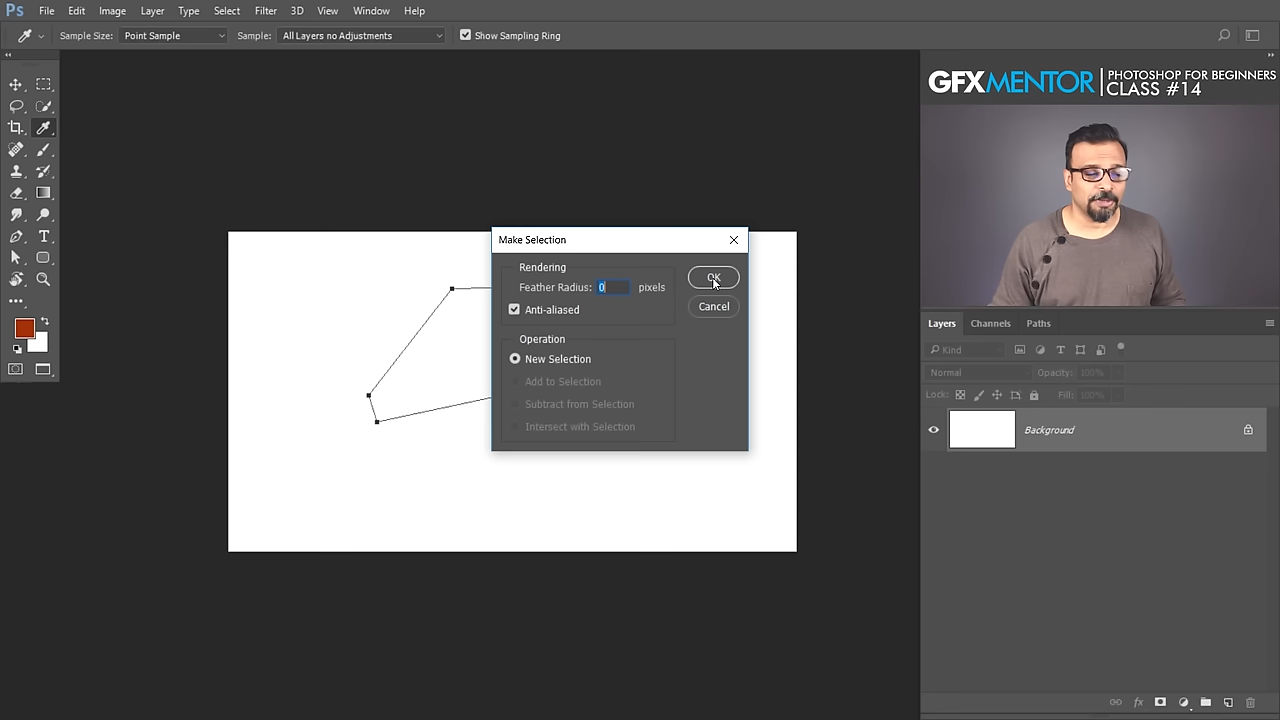 Ps File Edit Image Layer Type Select Filter 3D View Window Help
Sample Size: Point Sample Sample: All Layers no Adjustments Show Sampling Ring
GFXMENTOR PHOTOSHOP FOR BEGINNERS
CLASS #14
Make Selection
Rendering
Feather Radius: 0 pixels
Anti-aliased
OK
Cancel
Operation
New Selection
Add to Selection
Subtract from Selection
Intersect with Selection
Layers Channels Paths
Kind
Normal Opacity: 100%
Lock: Fill: 100%
Background